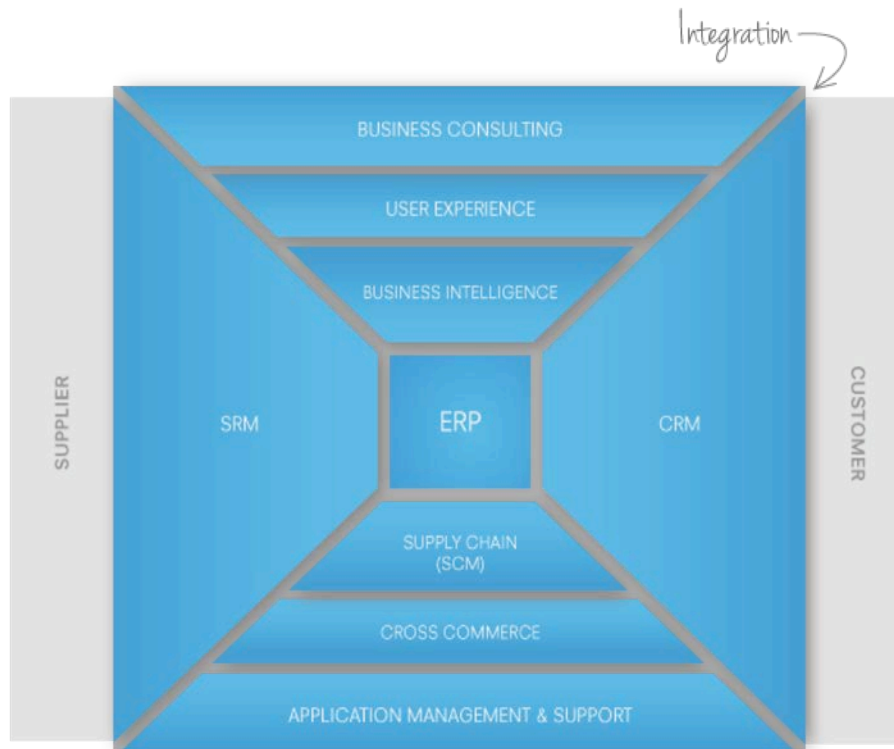 Integration
BUSINESS CONSULTING
USER EXPERIENCE
BUSINESS INTELLIGENCE
SUPPLIER
SRM
ERP
CRM
CUSTOMER
SUPPLY CHAIN
(SCM)
CROSS COMMERCE
APPLICATION MANAGEMENT & SUPPORT